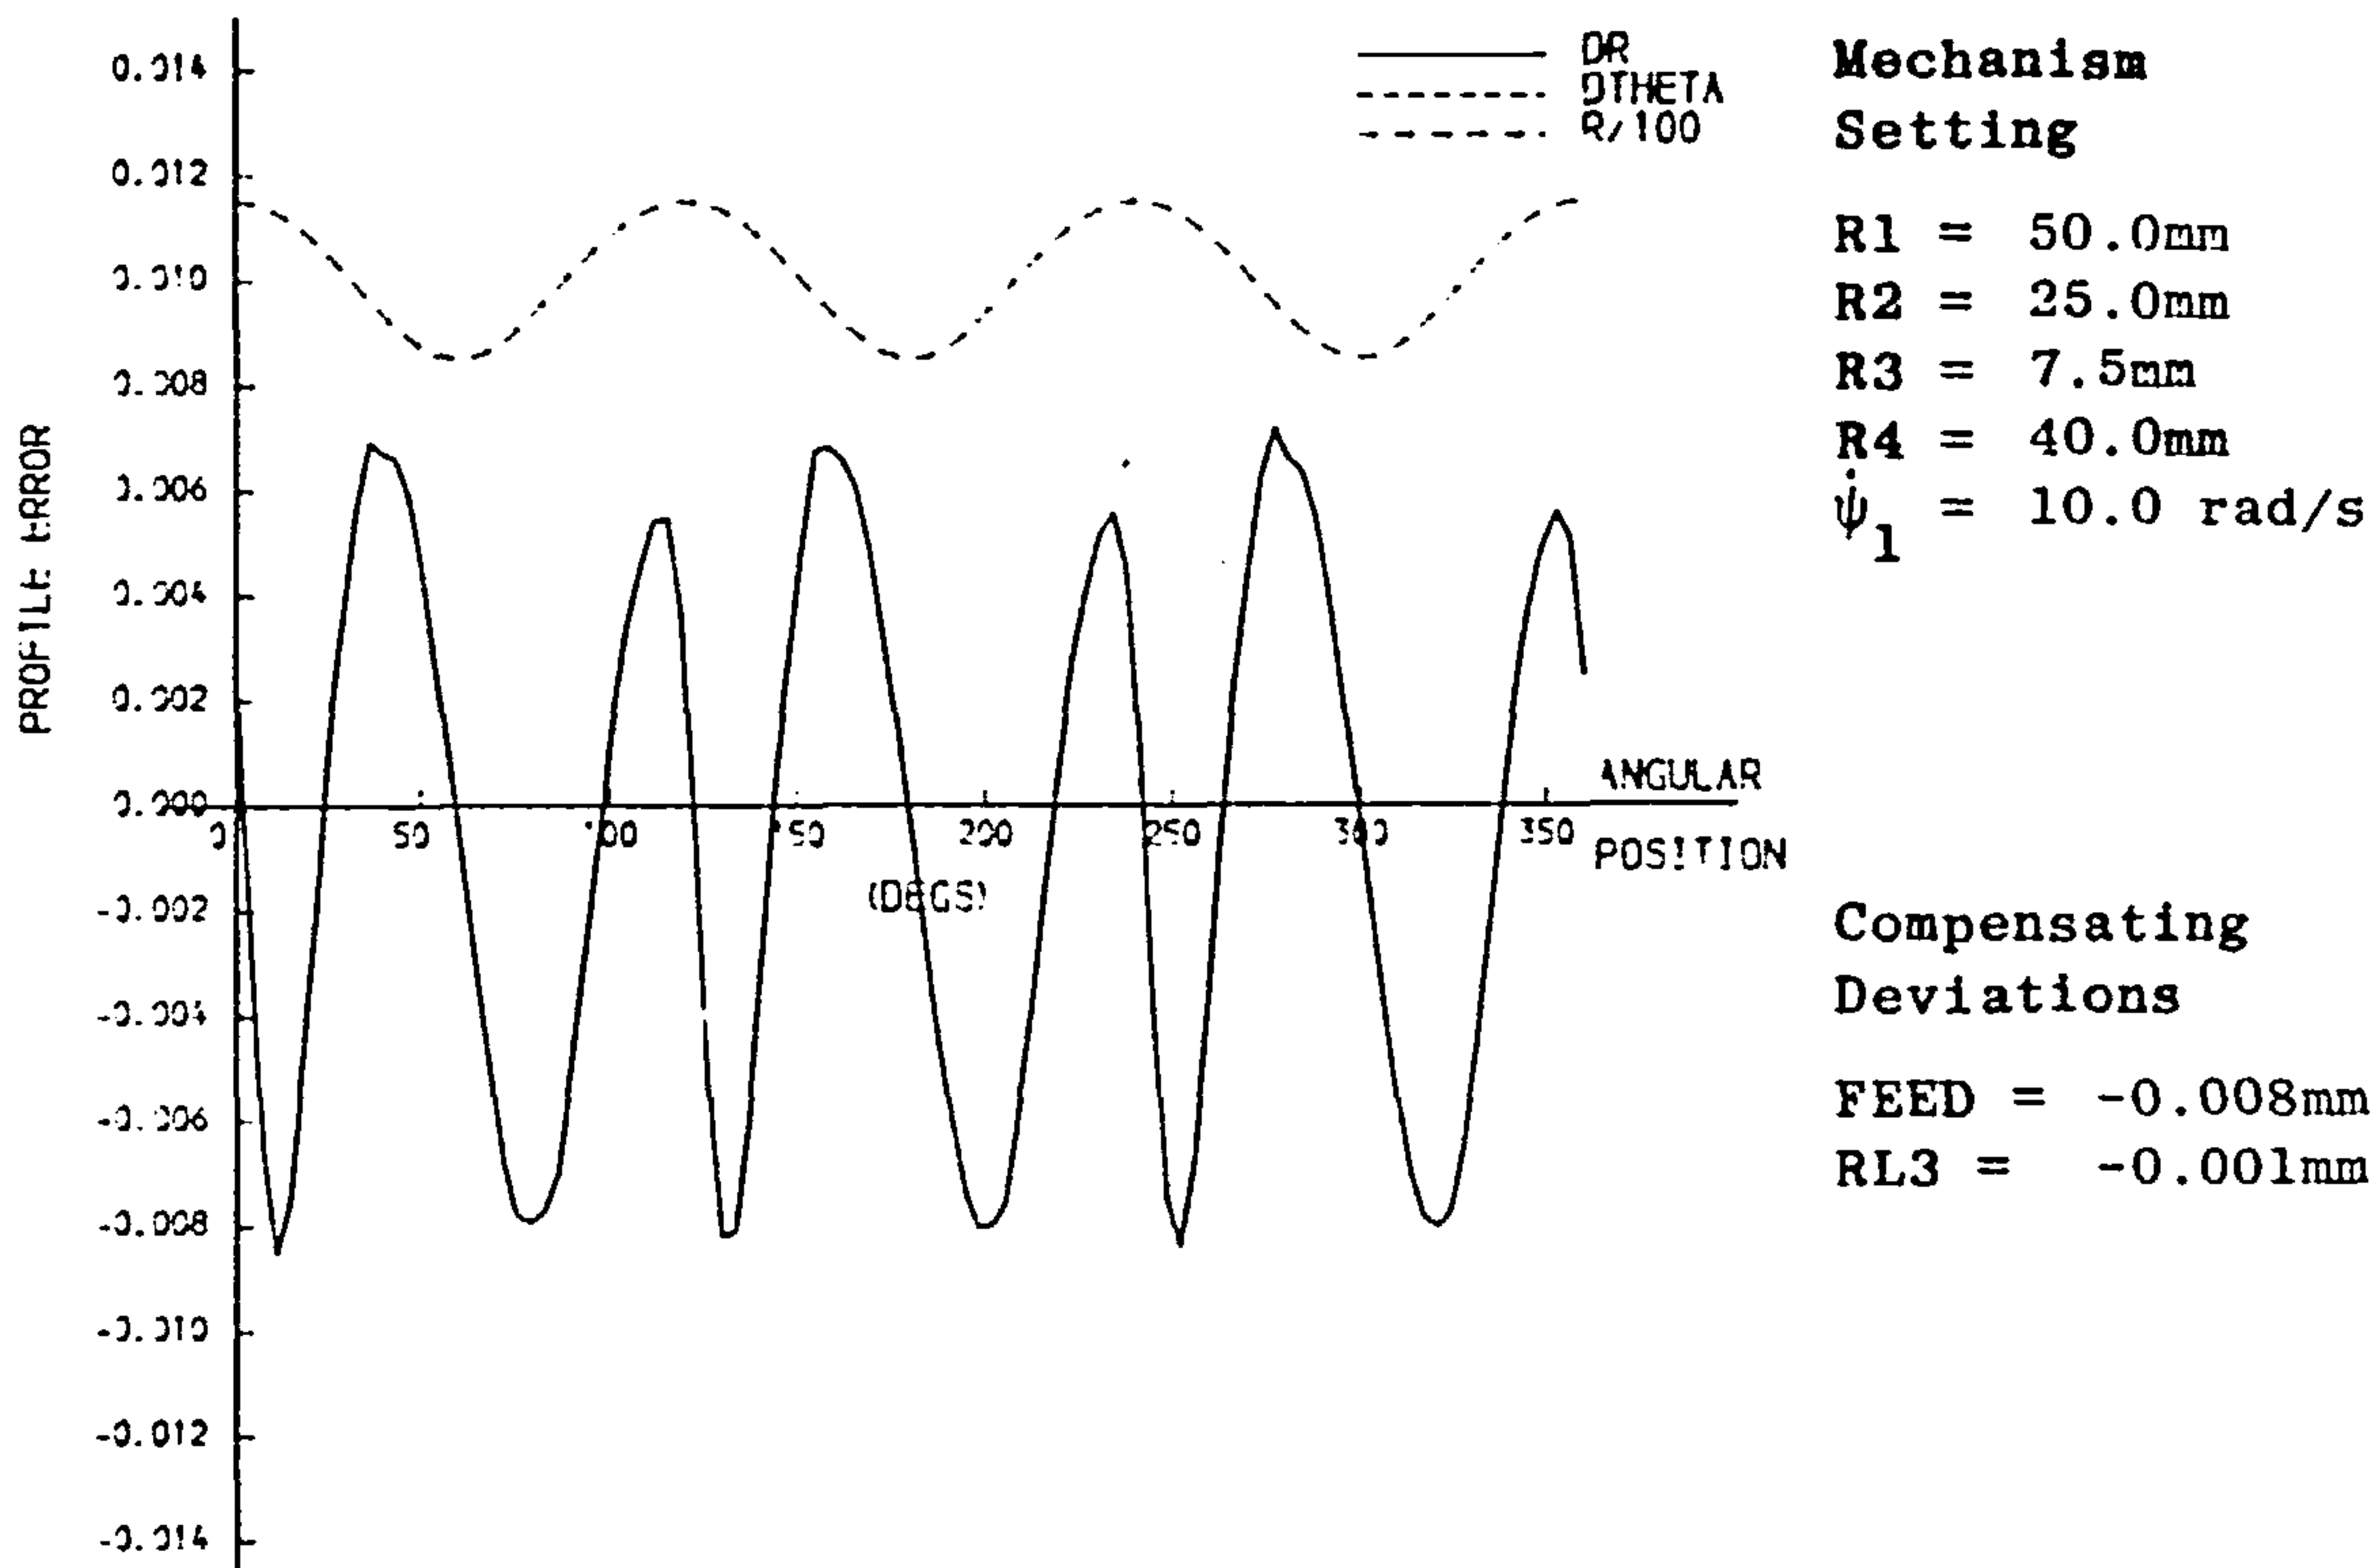 DR
DTHETA
R/100
Mechanism
Setting
R1 = 50.0mm
R2 = 25.0mm
R3 = 7.5mm
R4 = 40.0mm
ψ̇1 = 10.0 rad/s
Compensating
Deviations
FEED = -0.008mm
RL3 = -0.001mm
PROFILE ERROR
0.014
0.012
0.010
0.008
0.006
0.004
0.002
0.000
-0.002
-0.004
-0.006
-0.008
-0.010
-0.012
-0.014
0 50 100 150 200 250 300 350
ANGULAR
POSITION
(DEGS)